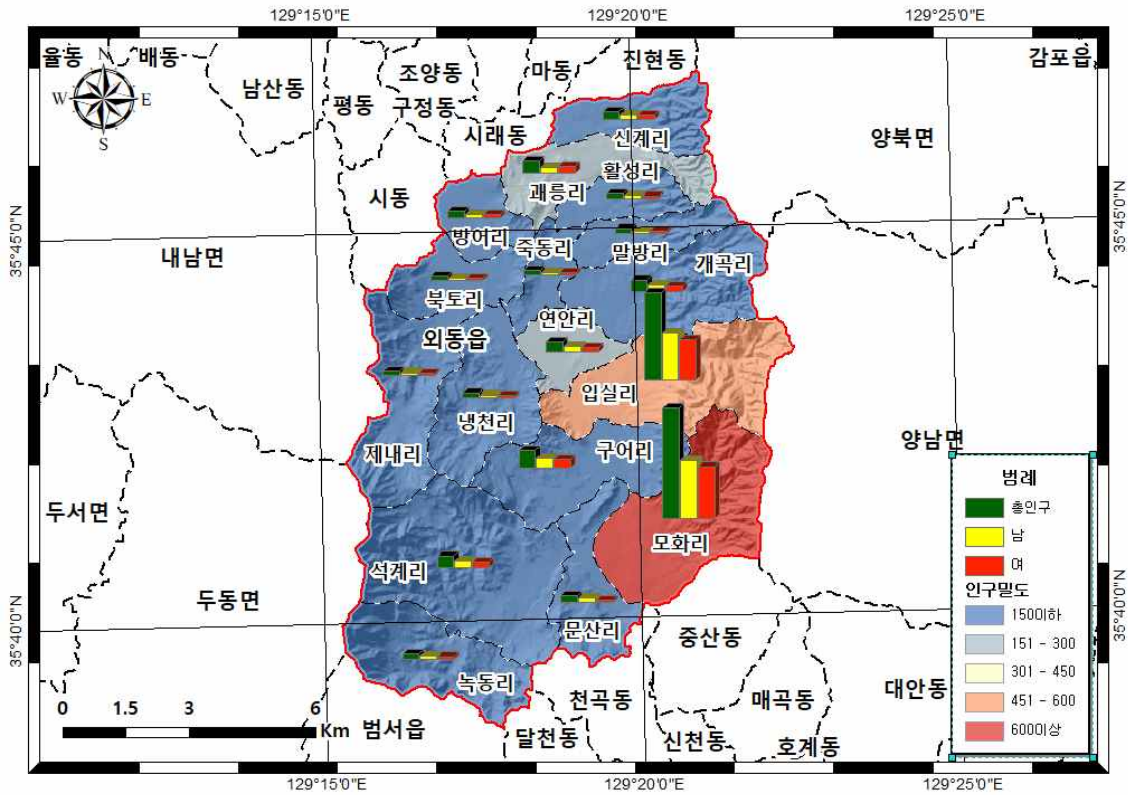 129°15'0"E
129°20'0"E
129°25'0"E
율동
배동
조양동
마동
진현동
감포읍
N
W
E
S
남산동
평동
구정동
시래동
신계리
양북면
활성리
괘릉리
시동
35°45'0"N
35°45'0"N
방어리
죽동리
말방리
개곡리
내남면
북토리
연안리
외동읍
입실리
냉천리
제내리
구어리
양남면
범례
총인구
남
여
인구밀도
150이하
151 - 300
301 - 450
451 - 600
600이상
두서면
모화리
석계리
두동면
35°40'0"N
35°40'0"N
문산리
중산동
녹동리
천곡동
매곡동
대안동
0
1.5
3
6
Km
범서읍
달천동
신천동
호계동
129°15'0"E
129°20'0"E
129°25'0"E